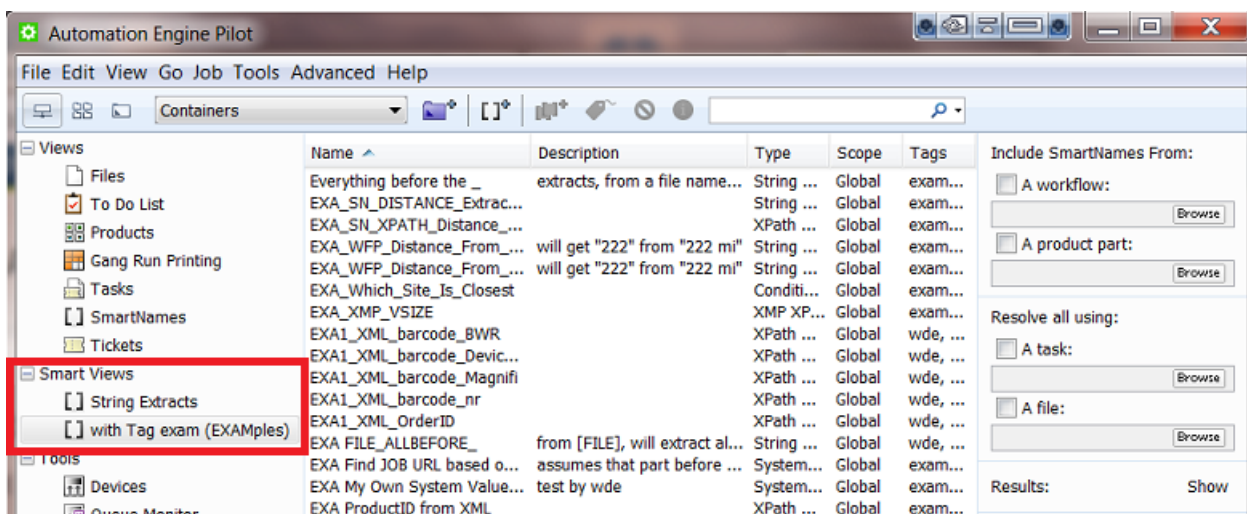 Automation Engine Pilot
File Edit View Go Job Tools Advanced Help
Containers
Views
Files
To Do List
Products
Gang Run Printing
Tasks
SmartNames
Tickets
Smart Views
String Extracts
with Tag exam (EXAMples)
Tools
Devices
Queue Monitor
Name Description Type Scope Tags
Everything before the _ extracts, from a file name... String ... Global exam...
EXA_SN_DISTANCE_Extrac... String ... Global exam...
EXA_SN_XPATH_Distance_... XPath ... Global exam...
EXA_WFP_Distance_From_... will get "222" from "222 mi" String ... Global exam...
EXA_WFP_Distance_From_... will get "222" from "222 mi" String ... Global exam...
EXA_Which_Site_Is_Closest Conditi... Global exam...
EXA_XMP_VSIZE XMP XP... Global exam...
EXA1_XML_barcode_BWR XPath ... Global wde, ...
EXA1_XML_barcode_Devic... XPath ... Global wde, ...
EXA1_XML_barcode_Magnifi XPath ... Global wde, ...
EXA1_XML_barcode_nr XPath ... Global wde, ...
EXA1_XML_OrderID XPath ... Global wde, ...
EXA FILE_ALLBEFORE_ from [FILE], will extract al... String ... Global wde, ...
EXA Find JOB URL based o... assumes that part before ... System... Global exam...
EXA My Own System Value... test by wde System... Global exam...
EXA ProductID from XML XPath ... Global exam...
Include SmartNames From:
A workflow:
Browse
A product part:
Browse
Resolve all using:
A task:
Browse
A file:
Browse
Results: Show